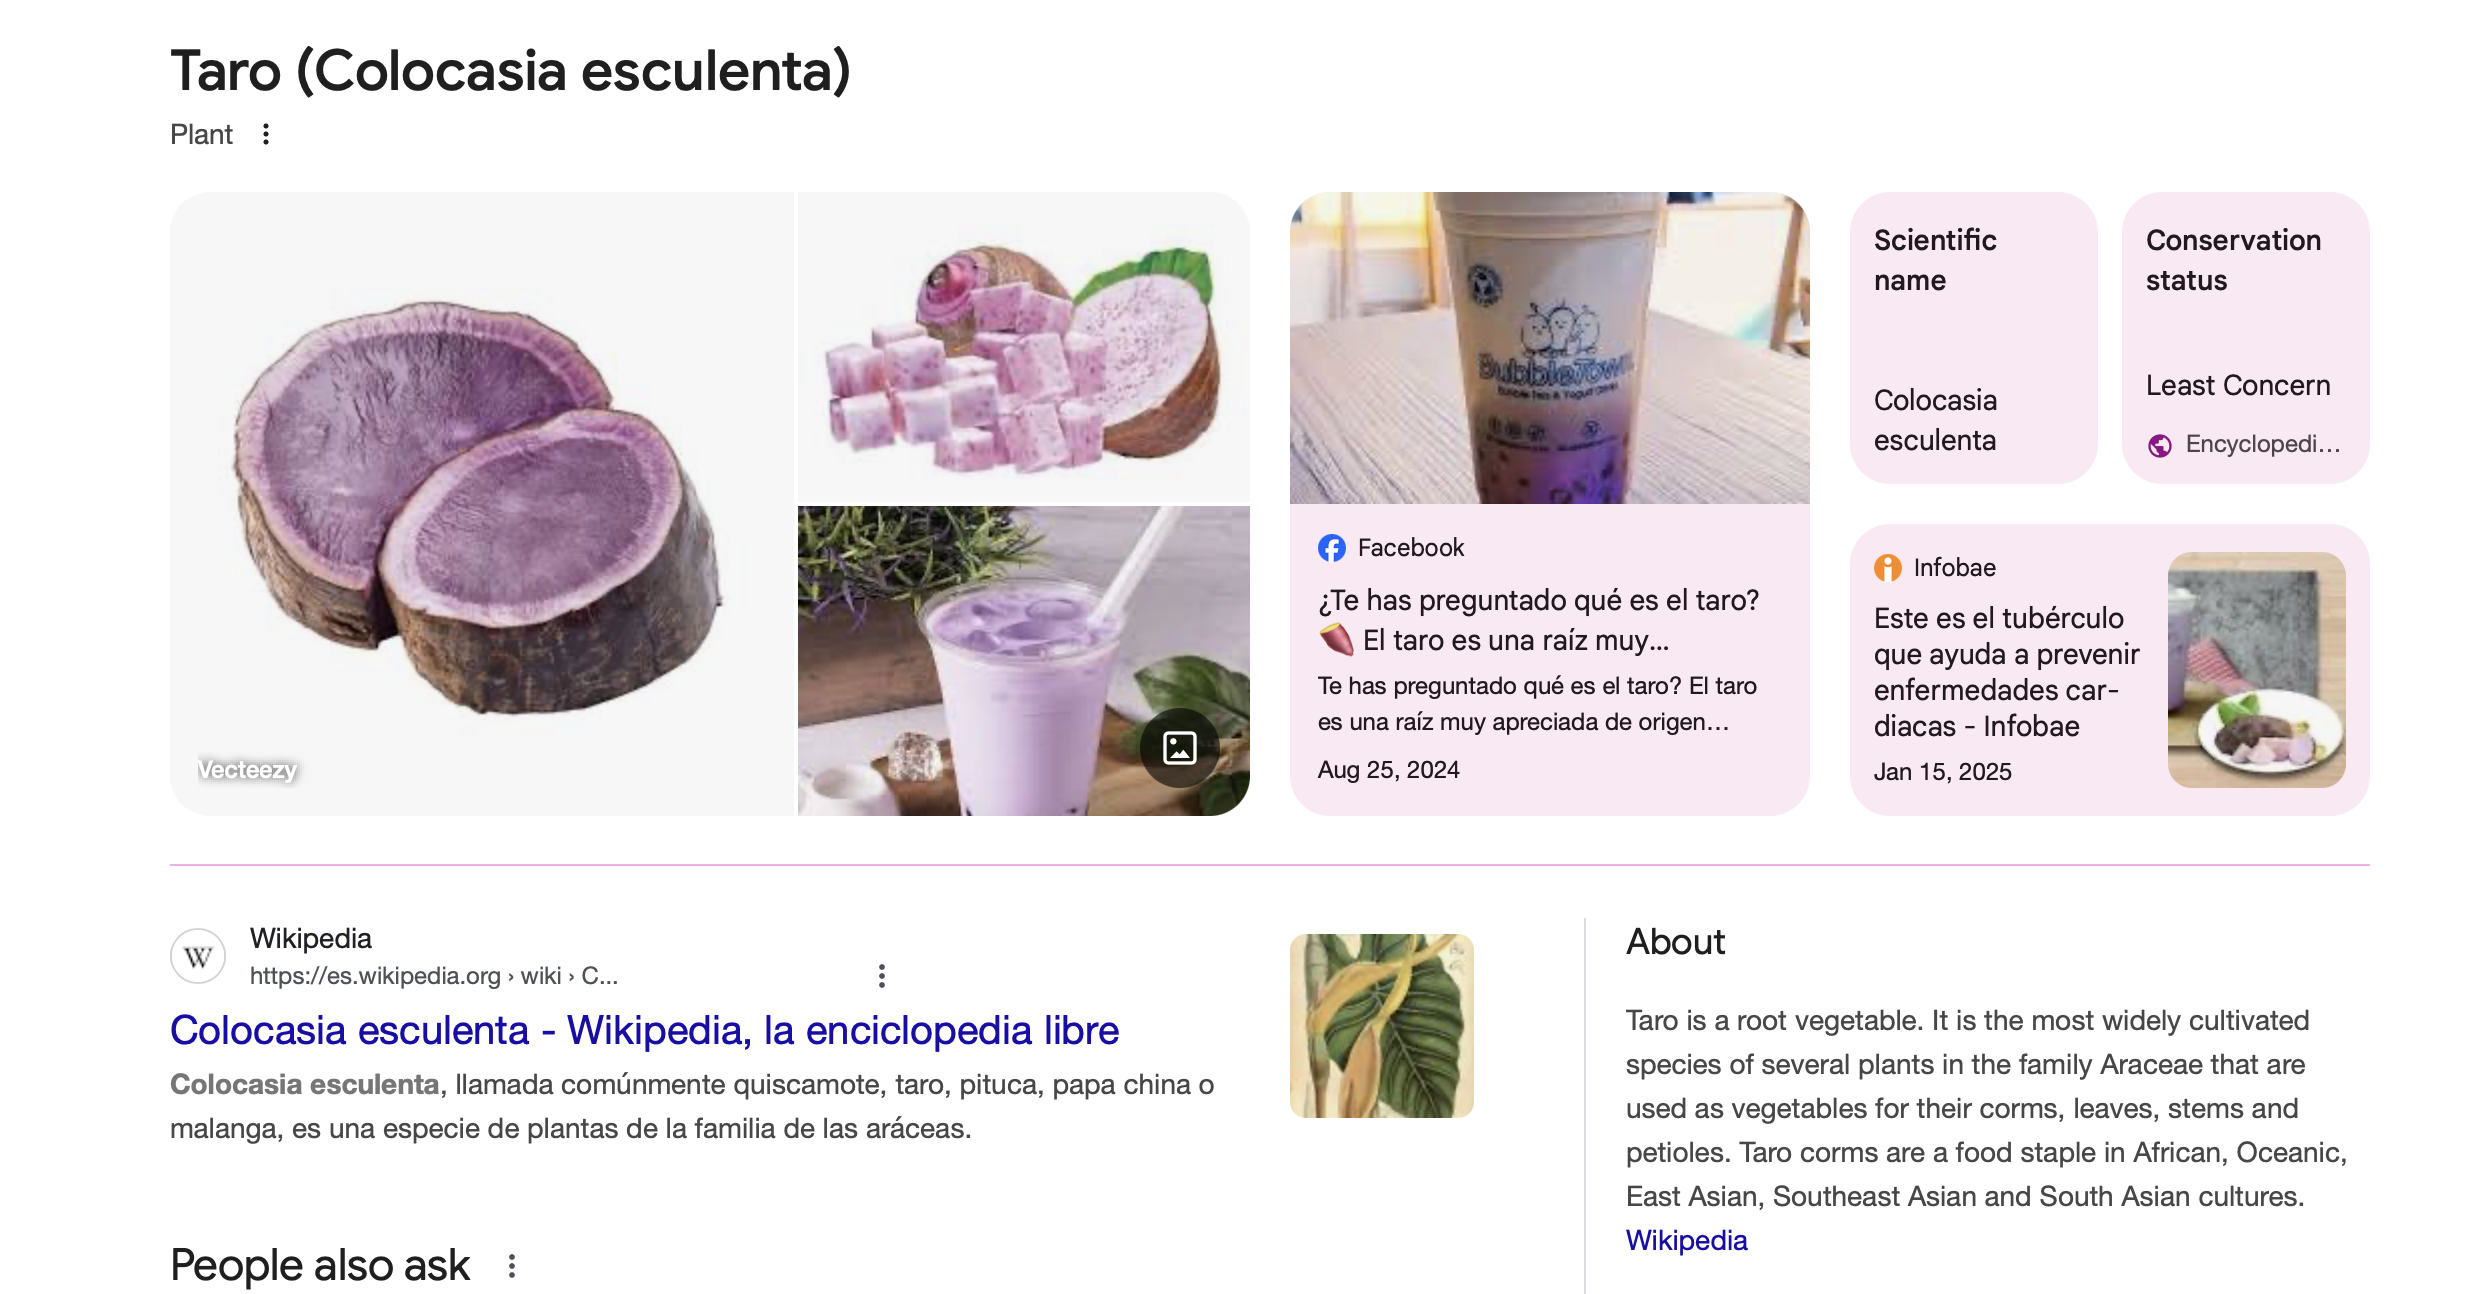 Taro (Colocasia esculenta)
Plant
Vecteezy
BubbleTown
Facebook
¿Te has preguntado qué es el taro?
El taro es una raíz muy...
Te has preguntado qué es el taro? El taro
es una raíz muy apreciada de origen...
Aug 25, 2024
Scientific
name
Colocasia
esculenta
Conservation
status
Least Concern
Encyclopedi...
Infobae
Este es el tubérculo
que ayuda a prevenir
enfermedades car-
diacas - Infobae
Jan 15, 2025
W
Wikipedia
https://es.wikipedia.org › wiki › C...
Colocasia esculenta - Wikipedia, la enciclopedia libre
Colocasia esculenta, llamada comúnmente quiscamote, taro, pituca, papa china o
malanga, es una especie de plantas de la familia de las aráceas.
People also ask
About
Taro is a root vegetable. It is the most widely cultivated
species of several plants in the family Araceae that are
used as vegetables for their corms, leaves, stems and
petioles. Taro corms are a food staple in African, Oceanic,
East Asian, Southeast Asian and South Asian cultures.
Wikipedia